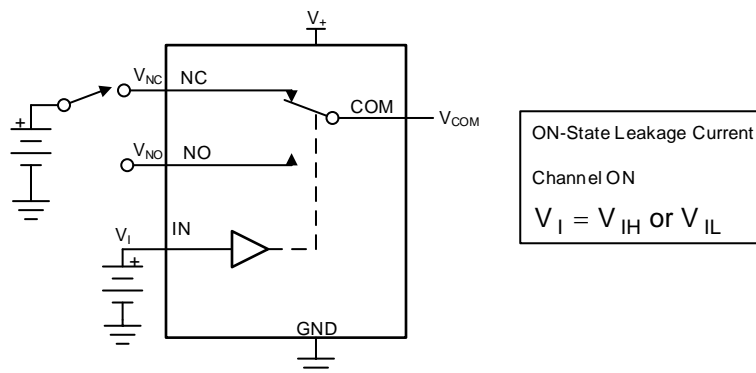 V+
VNC NC
COM
VCOM
VNO NO
VI IN
GND
+
+
ON-State Leakage Current
Channel ON
VI = VIH or VIL